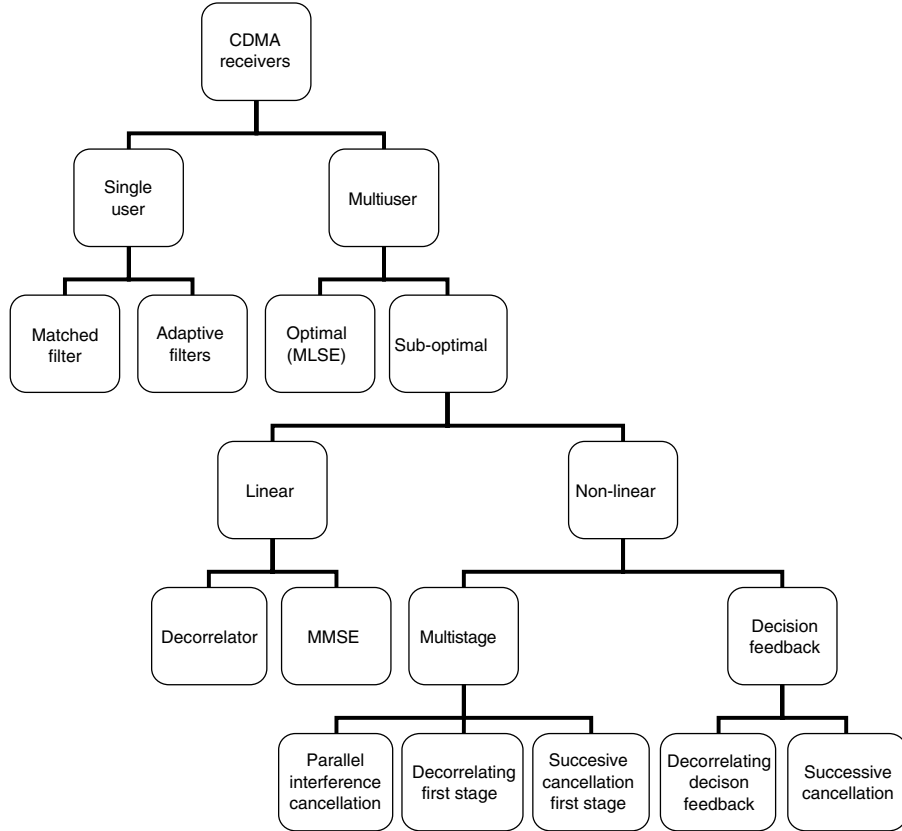 CDMA
receivers
Single
user
Multiuser
Matched
filter
Adaptive
filters
Optimal
(MLSE)
Sub-optimal
Linear
Non-linear
Decorrelator
MMSE
Multistage
Decision
feedback
Parallel
interference
cancellation
Decorrelating
first stage
Succesive
cancellation
first stage
Decorrelating
decison
feedback
Successive
cancellation